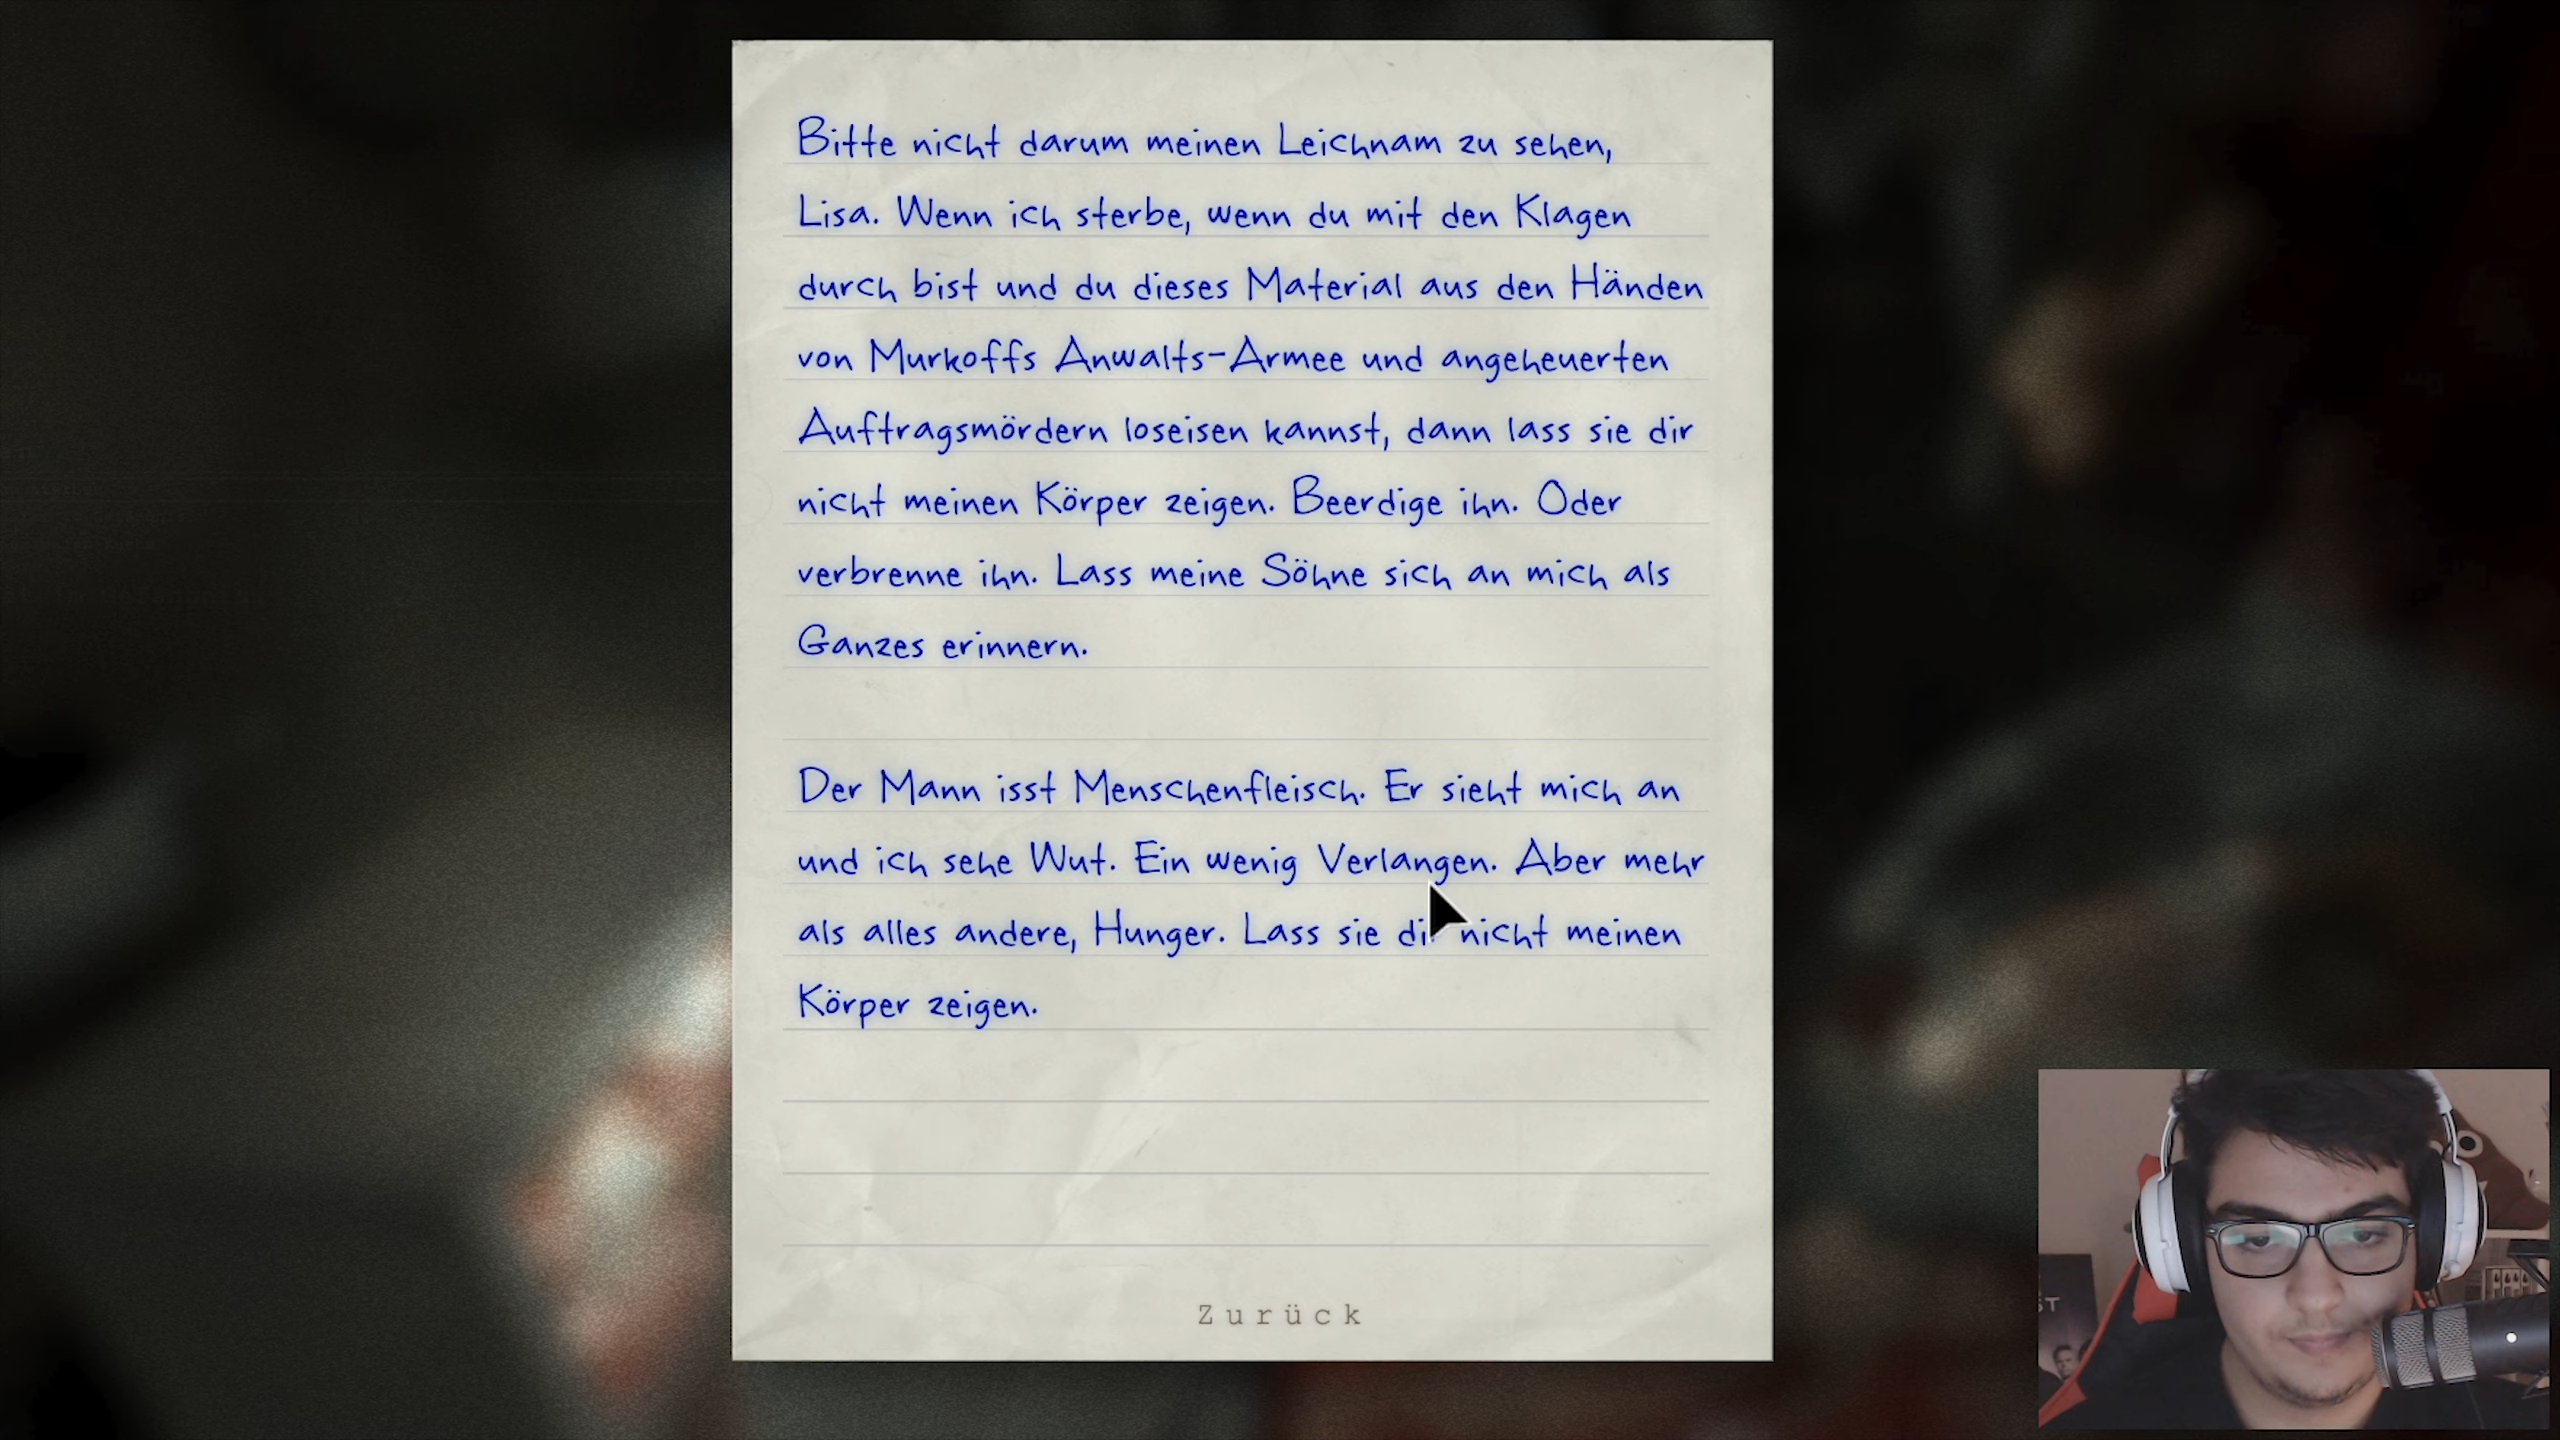 Bitte nicht darum meinen Leichnam zu sehen,
Lisa. Wenn ich sterbe, wenn du mit den Klagen
durch bist und du dieses Material aus den Händen
von Murkoffs Anwalts-Armee und angeheuerten
Auftragsmördern loseisen kannst, dann lass sie dir
nicht meinen Körper zeigen. Beerdige ihn. Oder
verbrenne ihn. Lass meine Söhne sich an mich als
Ganzes erinnern.
Der Mann isst Menschenfleisch. Er sieht mich an
und ich sehe Wut. Ein wenig Verlangen. Aber mehr
als alles andere, Hunger. Lass sie dir nicht meinen
Körper zeigen.
Zurück